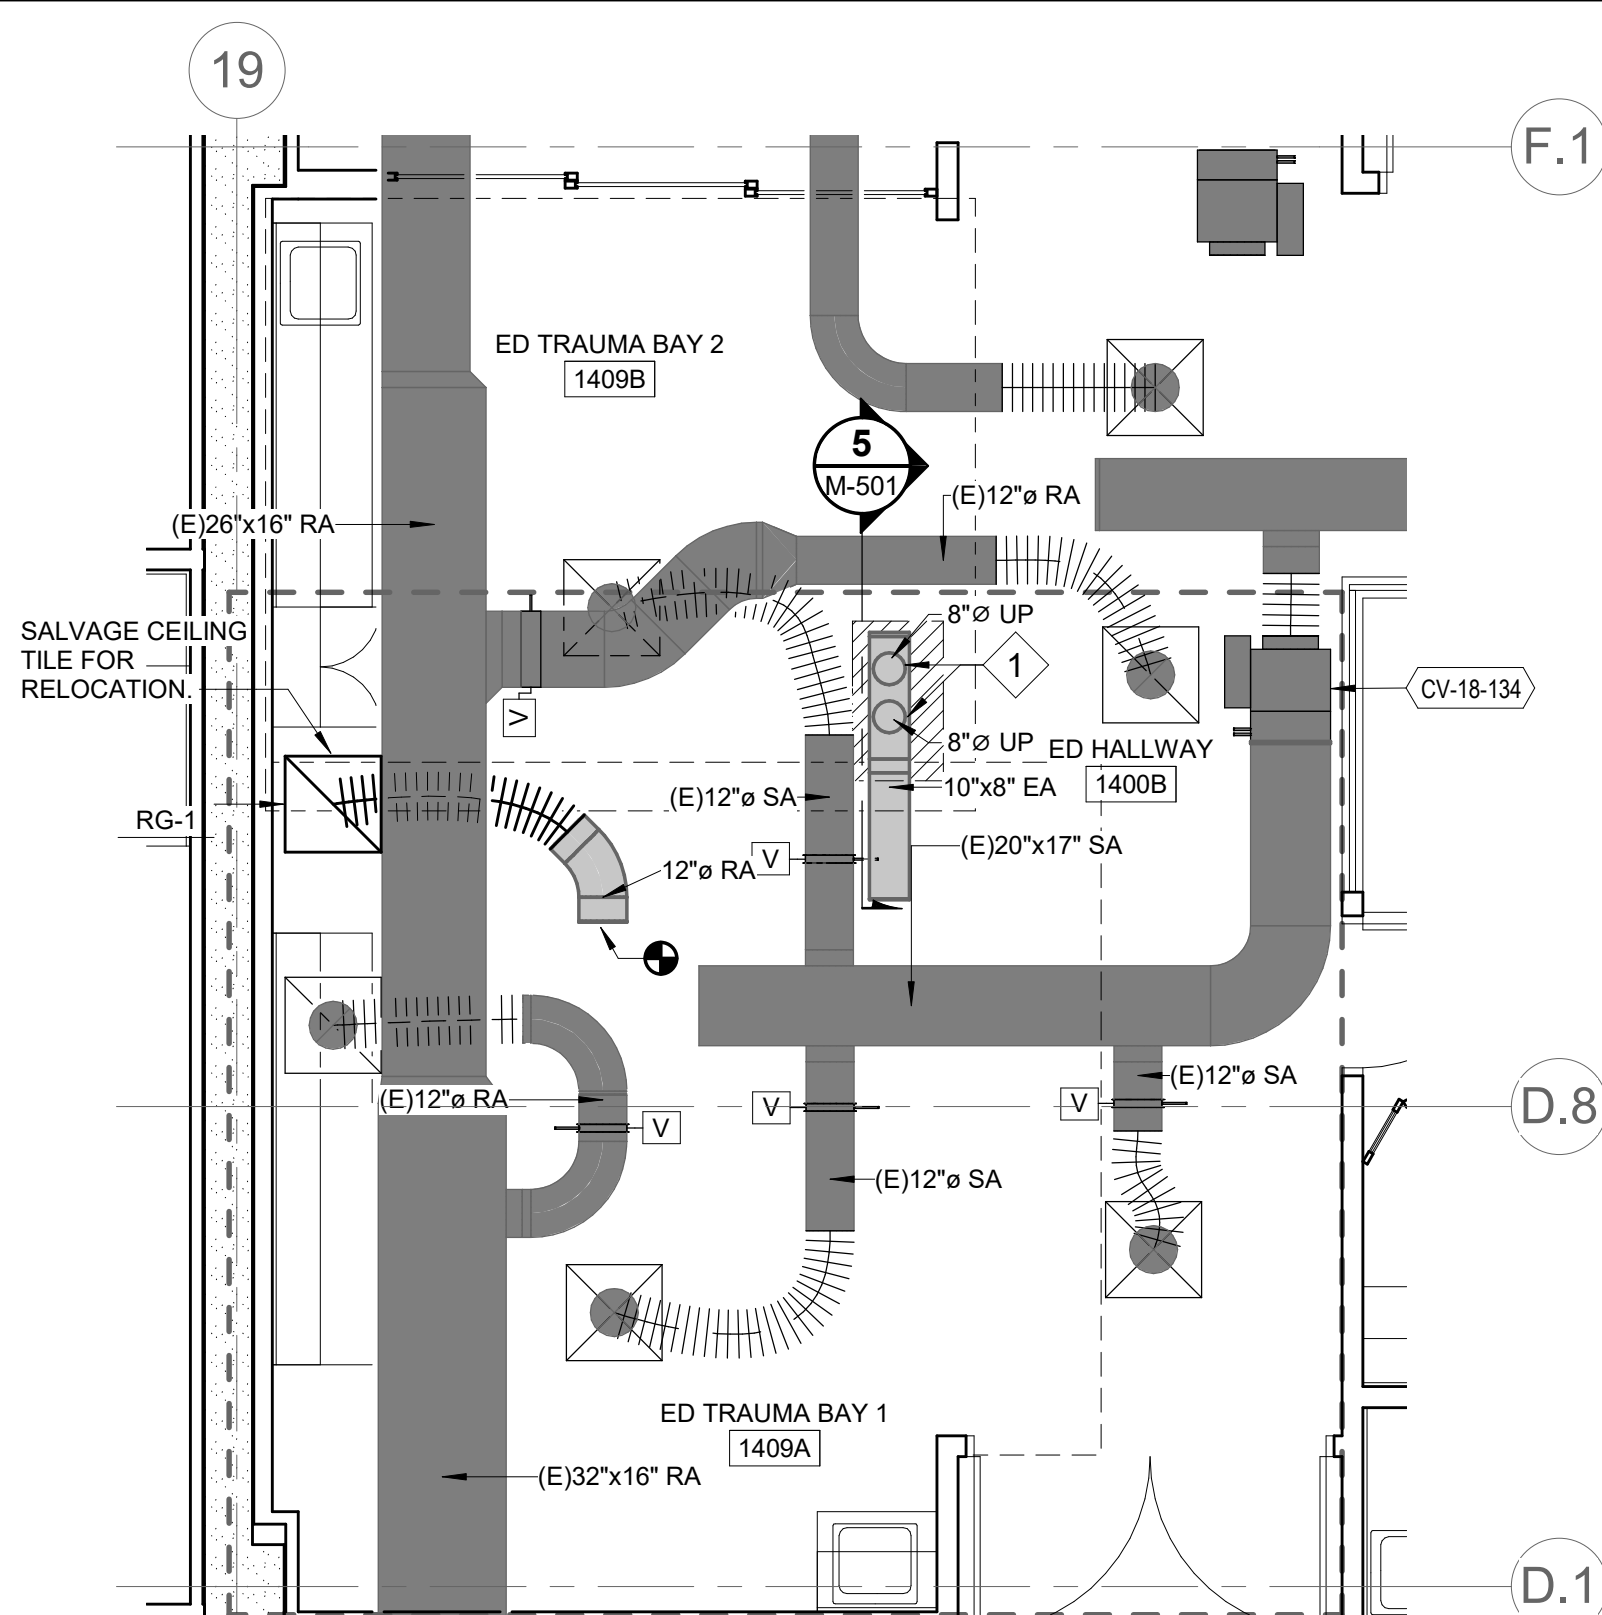 19
F.1
ED TRAUMA BAY 2
1409B
5
M-501
(E)12"ø RA
(E)26"x16" RA
8"Ø UP
SALVAGE CEILING
TILE FOR
RELOCATION.
1
CV-18-134
V
8"Ø UP
ED HALLWAY
1400B
10"x8" EA
(E)12"ø SA
RG-1
(E)20"x17" SA
V
12"ø RA
(E)12"ø SA
(E)12"ø RA
V
V
V
D.8
(E)12"ø SA
ED TRAUMA BAY 1
1409A
(E)32"x16" RA
D.1